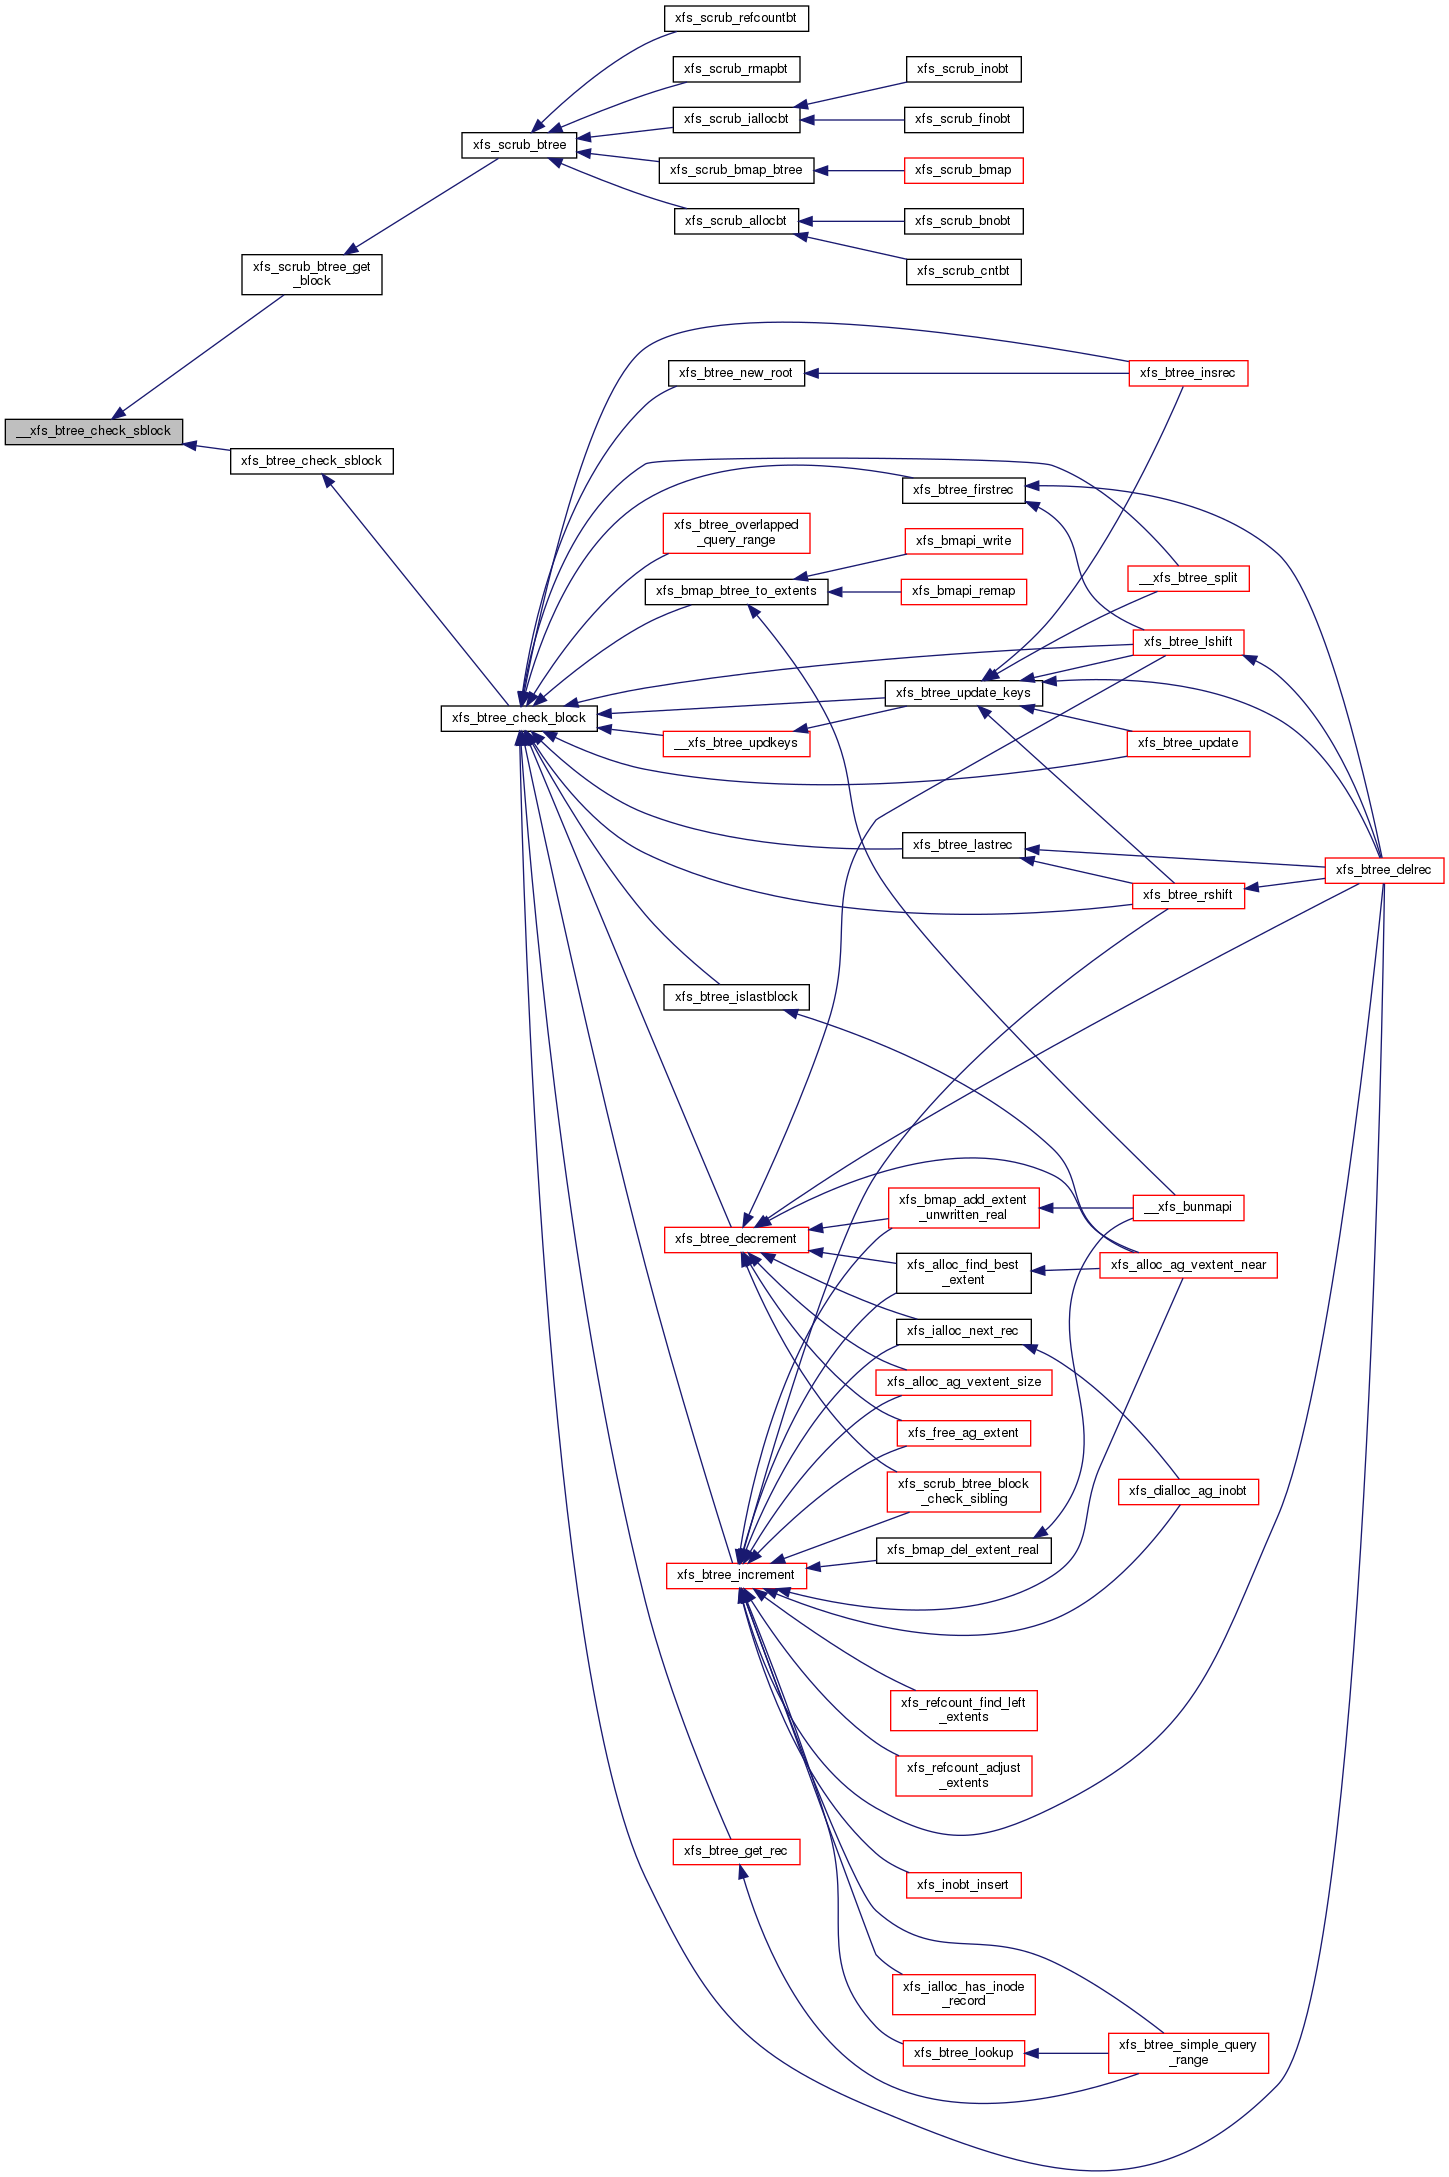 xfs_scrub_refcountbt
xfs_scrub_rmapbt
xfs_scrub_inobt
xfs_scrub_iallocbt
xfs_scrub_finobt
xfs_scrub_btree
xfs_scrub_bmap_btree
xfs_scrub_bmap
xfs_scrub_allocbt
xfs_scrub_bnobt
xfs_scrub_cntbt
xfs_scrub_btree_get
_block
xfs_btree_new_root
xfs_btree_insrec
__xfs_btree_check_sblock
xfs_btree_check_sblock
xfs_btree_firstrec
xfs_btree_overlapped
_query_range
xfs_bmapi_write
__xfs_btree_split
xfs_bmap_btree_to_extents
xfs_bmapi_remap
xfs_btree_lshift
xfs_btree_update_keys
xfs_btree_check_block
__xfs_btree_updkeys
xfs_btree_update
xfs_btree_lastrec
xfs_btree_delrec
xfs_btree_rshift
xfs_btree_islastblock
xfs_bmap_add_extent
_unwritten_real
__xfs_bunmapi
xfs_btree_decrement
xfs_alloc_find_best
_extent
xfs_alloc_ag_vextent_near
xfs_ialloc_next_rec
xfs_alloc_ag_vextent_size
xfs_free_ag_extent
xfs_scrub_btree_block
_check_sibling
xfs_dialloc_ag_inobt
xfs_bmap_del_extent_real
xfs_btree_increment
xfs_refcount_find_left
_extents
xfs_refcount_adjust
_extents
xfs_btree_get_rec
xfs_inobt_insert
xfs_ialloc_has_inode
_record
xfs_btree_lookup
xfs_btree_simple_query
_range